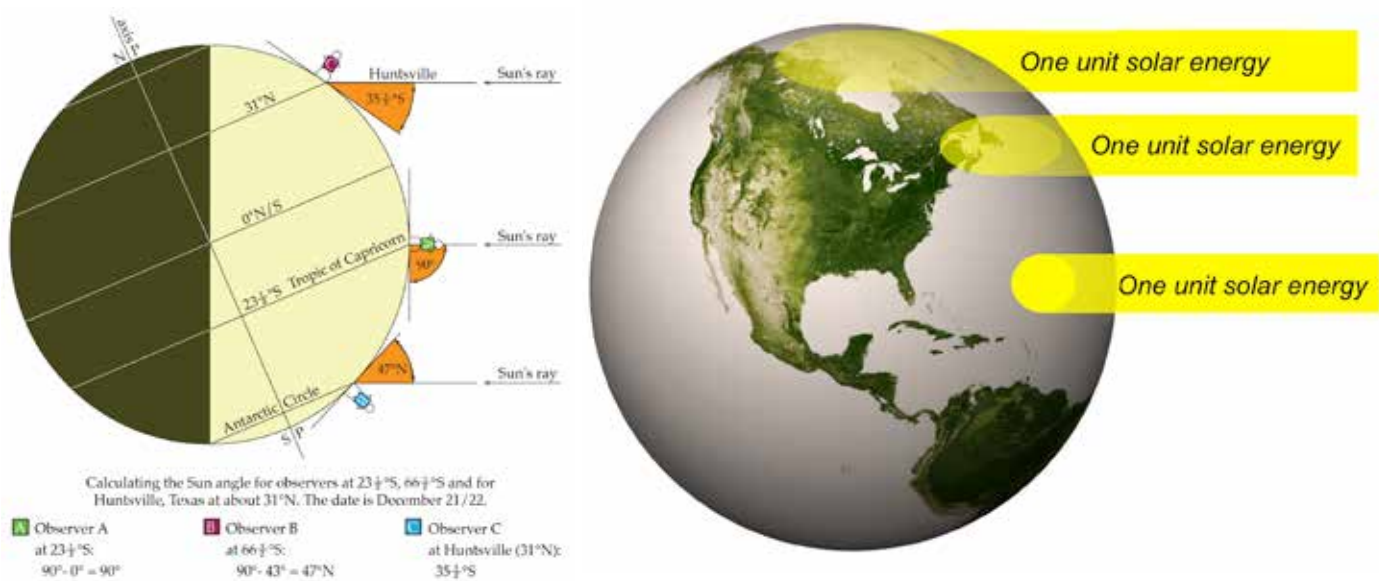 axis
N
Huntsville
Sun's ray
35½°S
31°N
0°N/S
Sun's ray
90°
23½°S Tropic of Capricorn
47°N
Sun's ray
Antarctic Circle
S P
Calculating the Sun angle for observers at 23½°S, 66½°S and for
Huntsville, Texas at about 31°N. The date is December 21/22.
A Observer A
at 23½°S:
90°- 0° = 90°
B Observer B
at 66½°S:
90°- 43° = 47°N
C Observer C
at Huntsville (31°N):
35½°S
One unit solar energy
One unit solar energy
One unit solar energy